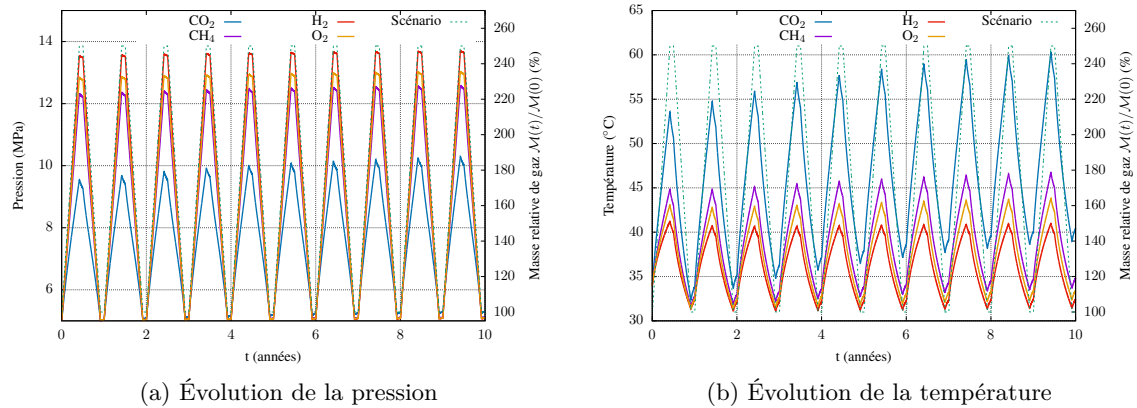 CO₂ H₂ Scénario
CH₄ O₂
Pression (MPa)
14
12
10
8
6
0 2 4 6 8 10
t (années)
260
240
220
200
180
160
140
120
100
Masse relative de gaz ℳ(t)/ℳ(0) (%)
(a) Évolution de la pression
CO₂ H₂ Scénario
CH₄ O₂
Température (°C)
65
60
55
50
45
40
35
30
0 2 4 6 8 10
t (années)
260
240
220
200
180
160
140
120
100
Masse relative de gaz ℳ(t)/ℳ(0) (%)
(b) Évolution de la température